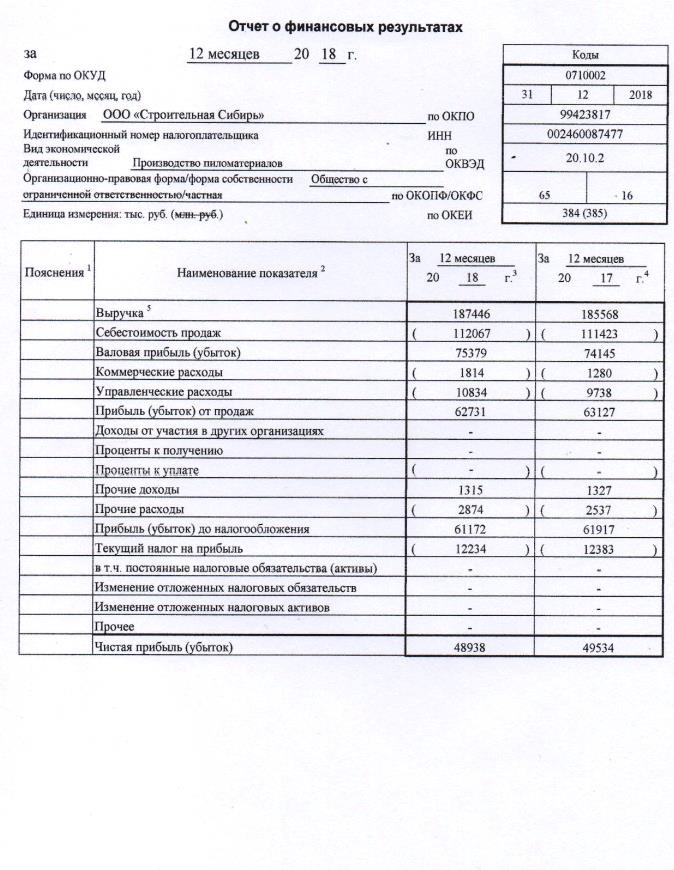 Отчет о финансовых результатах
за 12 месяцев 20 18 г.
Коды
Форма по ОКУД 0710002
Дата (число, месяц, год) 31 12 2018
Организация ООО «Строительная Сибирь» по ОКПО 99423817
Идентификационный номер налогоплательщика ИНН 002460087477
Вид экономической по
деятельности Производство пиломатериалов ОКВЭД 20.10.2
Организационно-правовая форма/форма собственности Общество с
ограниченной ответственностью/частная по ОКОПФ/ОКФС 65 16
Единица измерения: тыс. руб. (млн. руб.) по ОКЕИ 384 (385)
Пояснения 1 Наименование показателя 2 За 12 месяцев За 12 месяцев
20 18 г.3 20 17 г.4
Выручка 5 187446 185568
Себестоимость продаж ( 112067 ) ( 111423 )
Валовая прибыль (убыток) 75379 74145
Коммерческие расходы ( 1814 ) ( 1280 )
Управленческие расходы ( 10834 ) ( 9738 )
Прибыль (убыток) от продаж 62731 63127
Доходы от участия в других организациях - -
Проценты к получению - -
Проценты к уплате ( - ) ( - )
Прочие доходы 1315 1327
Прочие расходы ( 2874 ) ( 2537 )
Прибыль (убыток) до налогообложения 61172 61917
Текущий налог на прибыль ( 12234 ) ( 12383 )
в т.ч. постоянные налоговые обязательства (активы) - -
Изменение отложенных налоговых обязательств - -
Изменение отложенных налоговых активов - -
Прочее - -
Чистая прибыль (убыток) 48938 49534